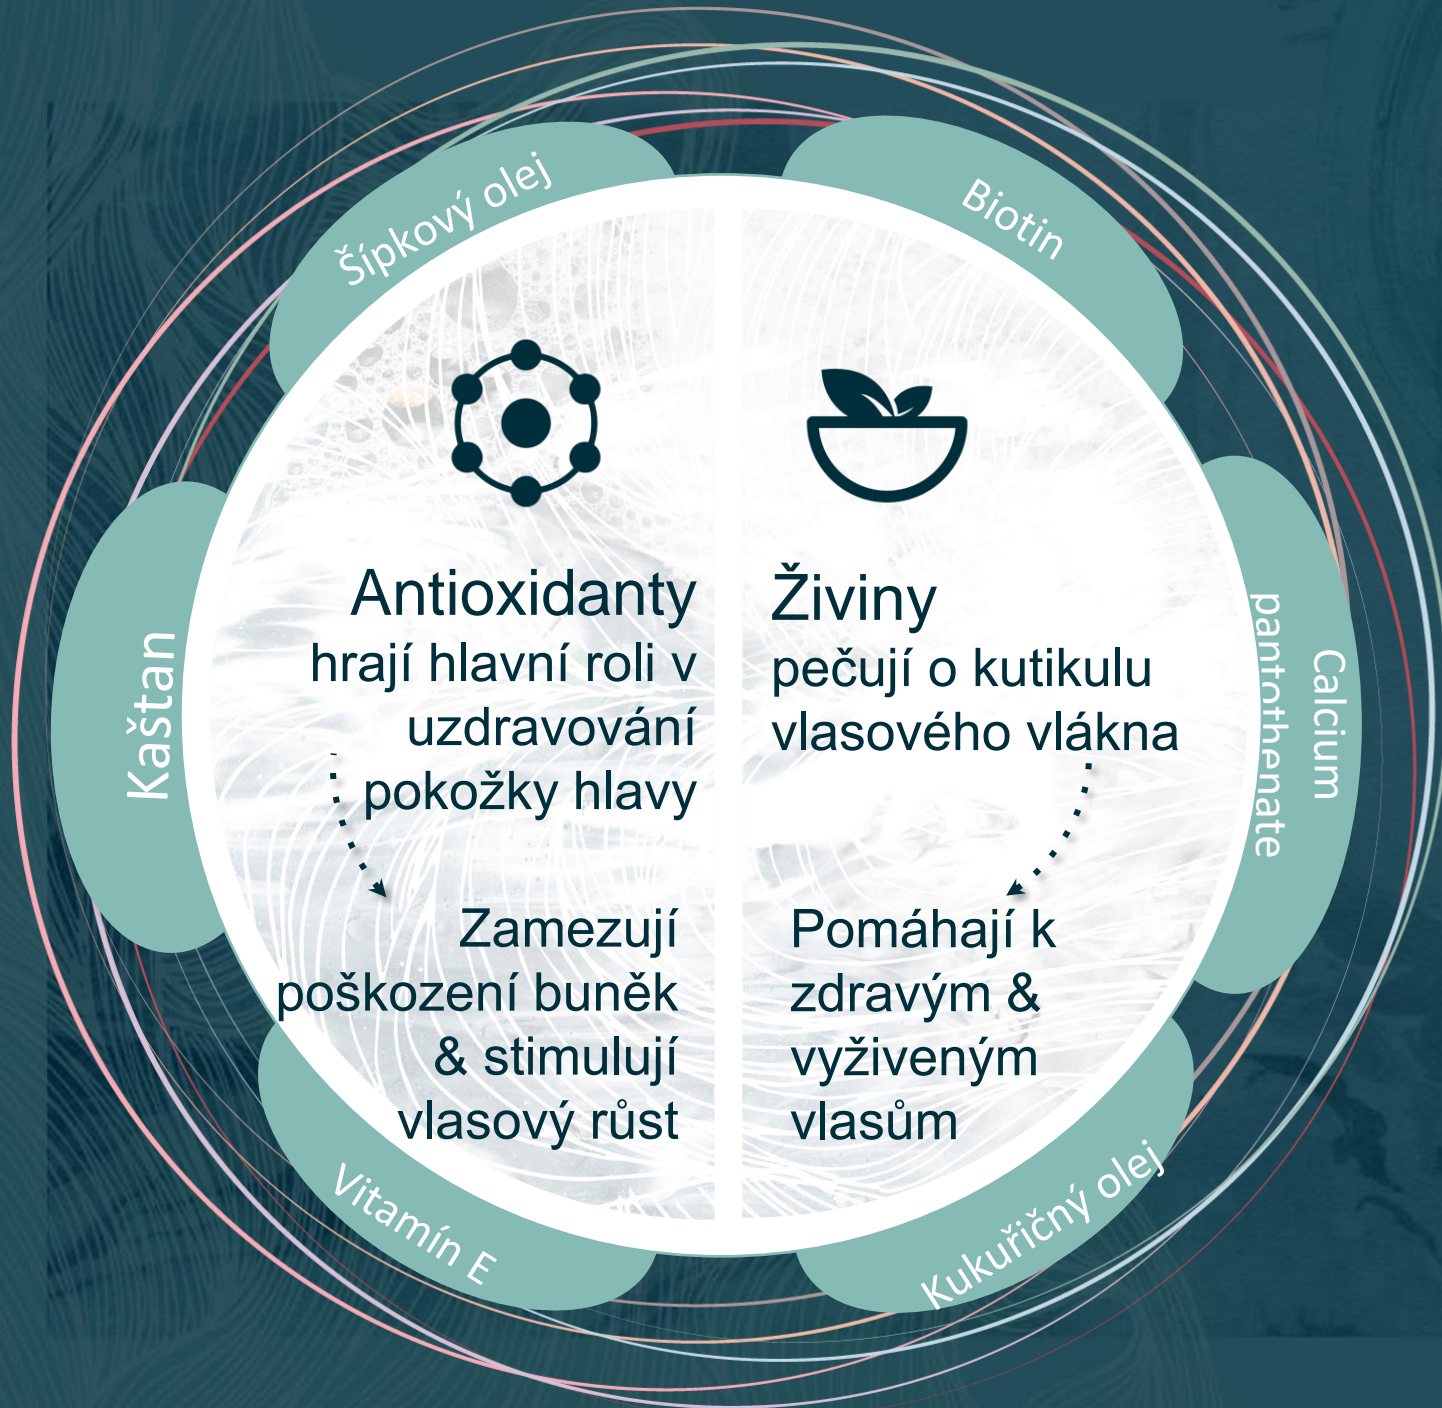 Šípkový olej
Biotin
Kaštan
Antioxidanty
hrají hlavní roli v
uzdravování
pokožky hlavy
Zamezují
poškození buněk
& stimulují
vlasový růst
Živiny
pečují o kutikulu
vlasového vlákna
Pomáhají k
zdravým &
vyživeným
vlasům
Calcium
pantothenate
Vitamín E
Kukuřičný olej